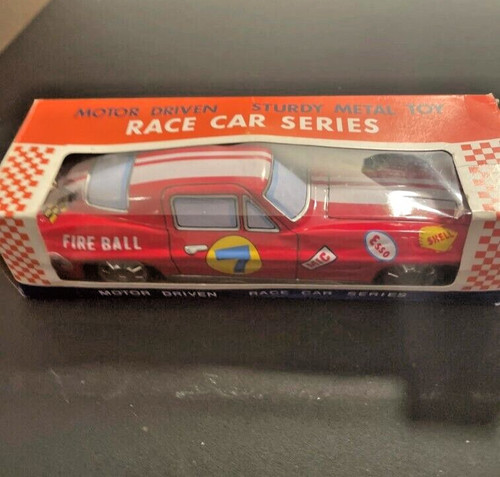 MOTOR DRIVEN STURDY METAL TOY
RACE CAR SERIES
FIRE BALL
7
ESSO
SHELL
MOTOR DRIVEN RACE CAR SERIES